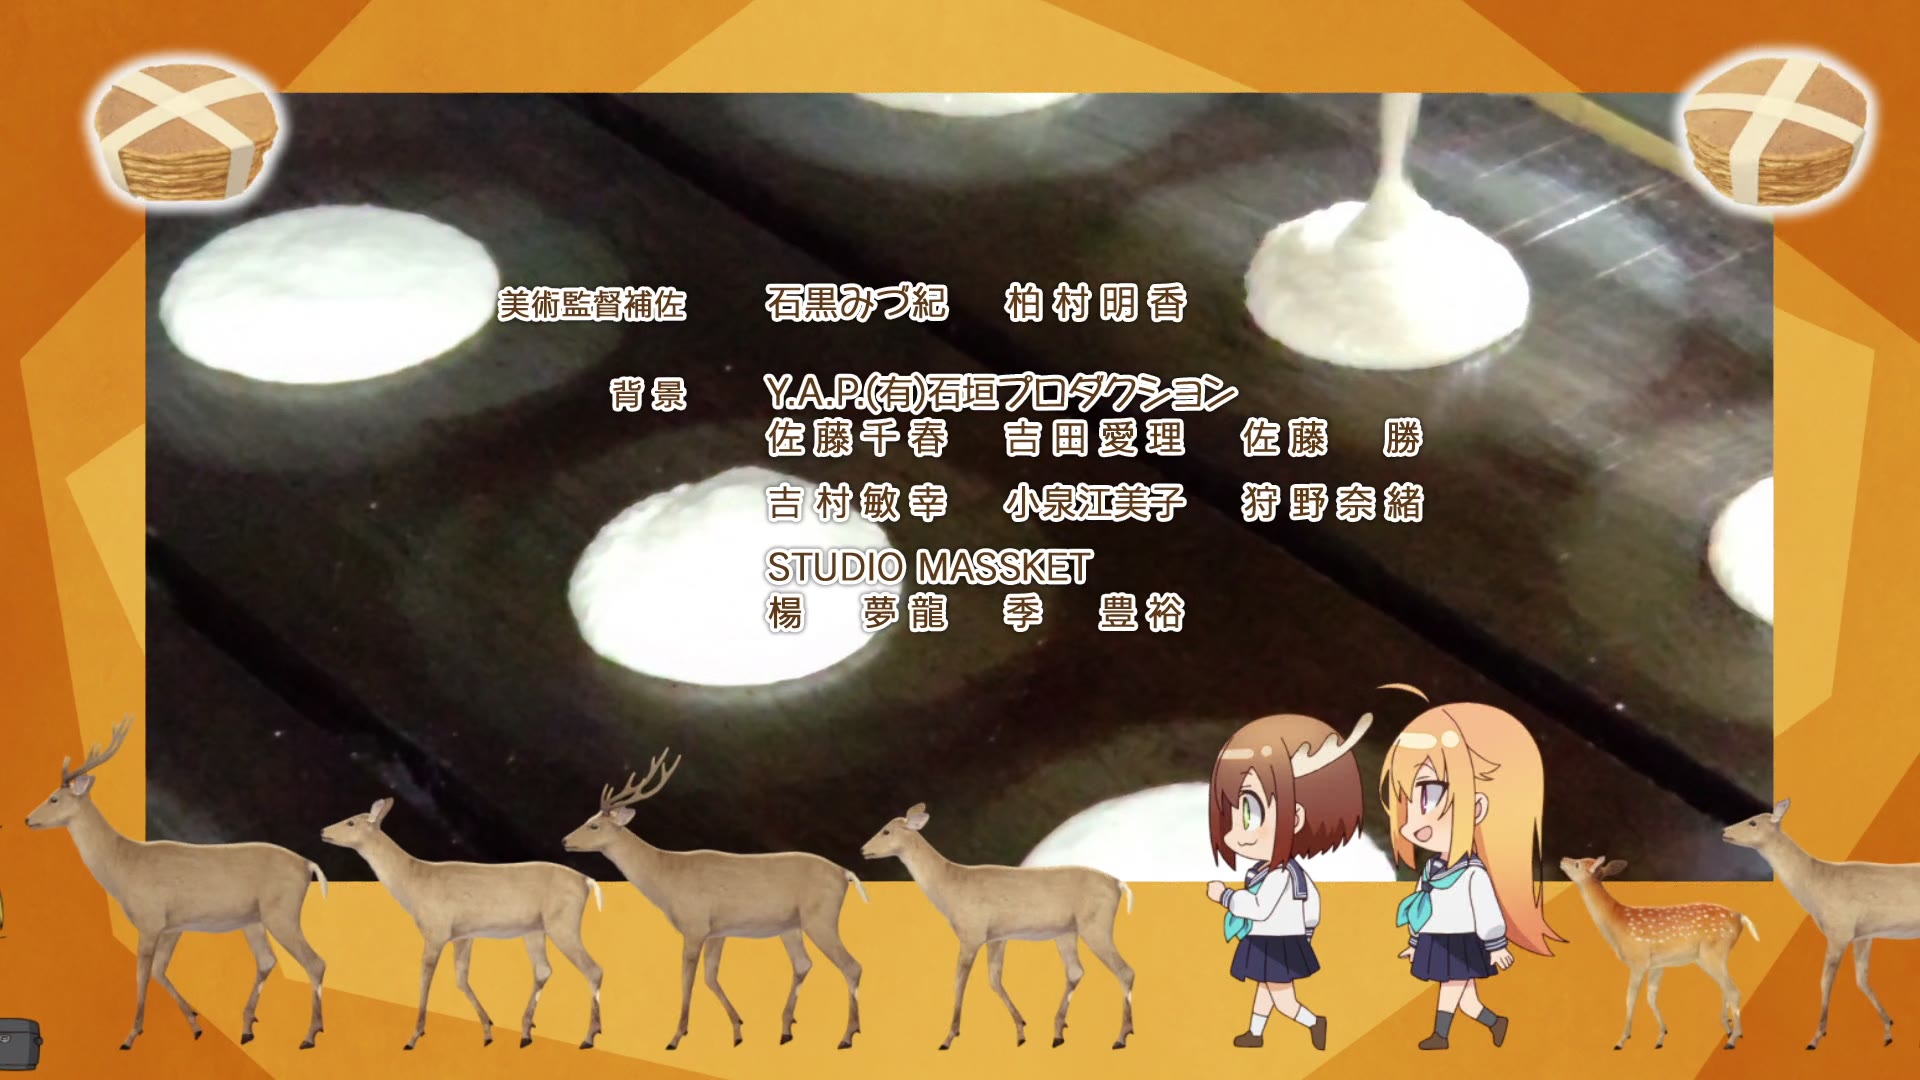 美術監督補佐 石黒みづ紀 柏村明香
背景 Y.A.P.(有)石垣プロダクション
佐藤千春 吉田愛理 佐藤 勝
吉村敏幸 小泉江美子 狩野奈緒
STUDIO MASSKET
楊 夢龍 季 豊裕